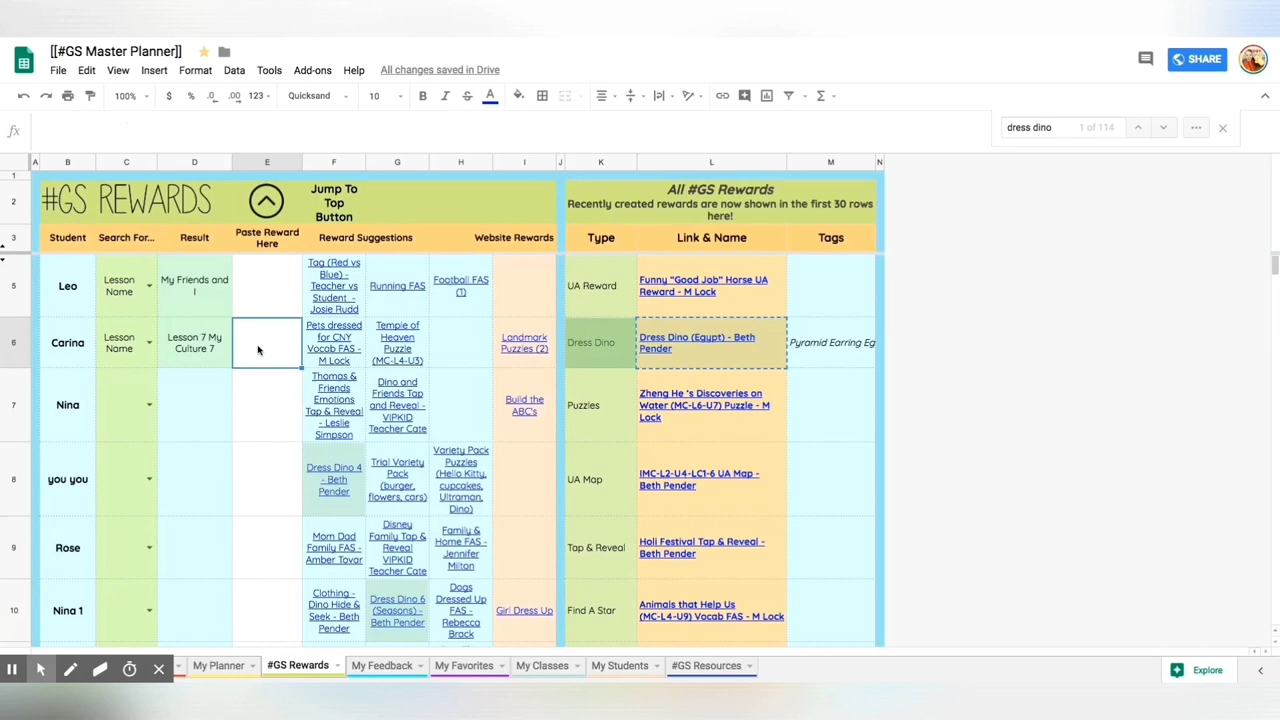 [[#GS Master Planner]]
SHARE
File Edit View Insert Format Data Tools Add-ons Help All changes saved in Drive
100% $ % .0 .00 123 Quicksand 10 B I S A
fx
dress dino 1 of 114
A B C D E F G H I J K L M N
1
2
#GS REWARDS
Jump To
Top
Button
All #GS Rewards
Recently created rewards are now shown in the first 30 rows
here!
3
Student
Search For...
Result
Paste Reward
Here
Reward Suggestions
Website Rewards
Type
Link & Name
Tags
5
Leo
Lesson
Name
My Friends and
I
Tag (Red vs
Blue) -
Teacher vs
Student -
Josie Rudd
Running FAS
Football FAS
(1)
UA Reward
Funny "Good Job" Horse UA
Reward - M Lock
6
Carina
Lesson
Name
Lesson 7 My
Culture 7
Pets dressed
for CNY
Vocab FAS -
M Lock
Temple of
Heaven
Puzzle
(MC-L4-U3)
Landmark
Puzzles (2)
Dress Dino
Dress Dino (Egypt) - Beth
Pender
Pyramid Earring Eg
7
Nina
Thomas &
Friends
Emotions
Tap & Reveal
- Leslie
Simpson
Dino and
Friends Tap
and Reveal -
VIPKID
Teacher Cate
Build the
ABC's
Puzzles
Zheng He 's Discoveries on
Water (MC-L6-U7) Puzzle - M
Lock
8
you you
Dress Dino 4
- Beth
Pender
Trial Variety
Pack
(burger,
flowers, cars)
Variety Pack
Puzzles
(Hello Kitty,
cupcakes,
Ultraman,
Dino)
UA Map
IMC-L2-U4-LC1-6 UA Map -
Beth Pender
9
Rose
Mom Dad
Family FAS -
Amber Tovar
Disney
Family Tap &
Reveal
VIPKID
Teacher Cate
Family &
Home FAS -
Jennifer
Milton
Tap & Reveal
Holi Festival Tap & Reveal -
Beth Pender
10
Nina 1
Clothing -
Dino Hide &
Seek - Beth
Pender
Dress Dino 6
(Seasons) -
Beth Pender
Dogs
Dressed Up
FAS -
Rebecca
Brack
Girl Dress Up
Find A Star
Animals that Help Us
(MC-L4-U9) Vocab FAS - M Lock
My Planner #GS Rewards My Feedback My Favorites My Classes My Students #GS Resources
Explore